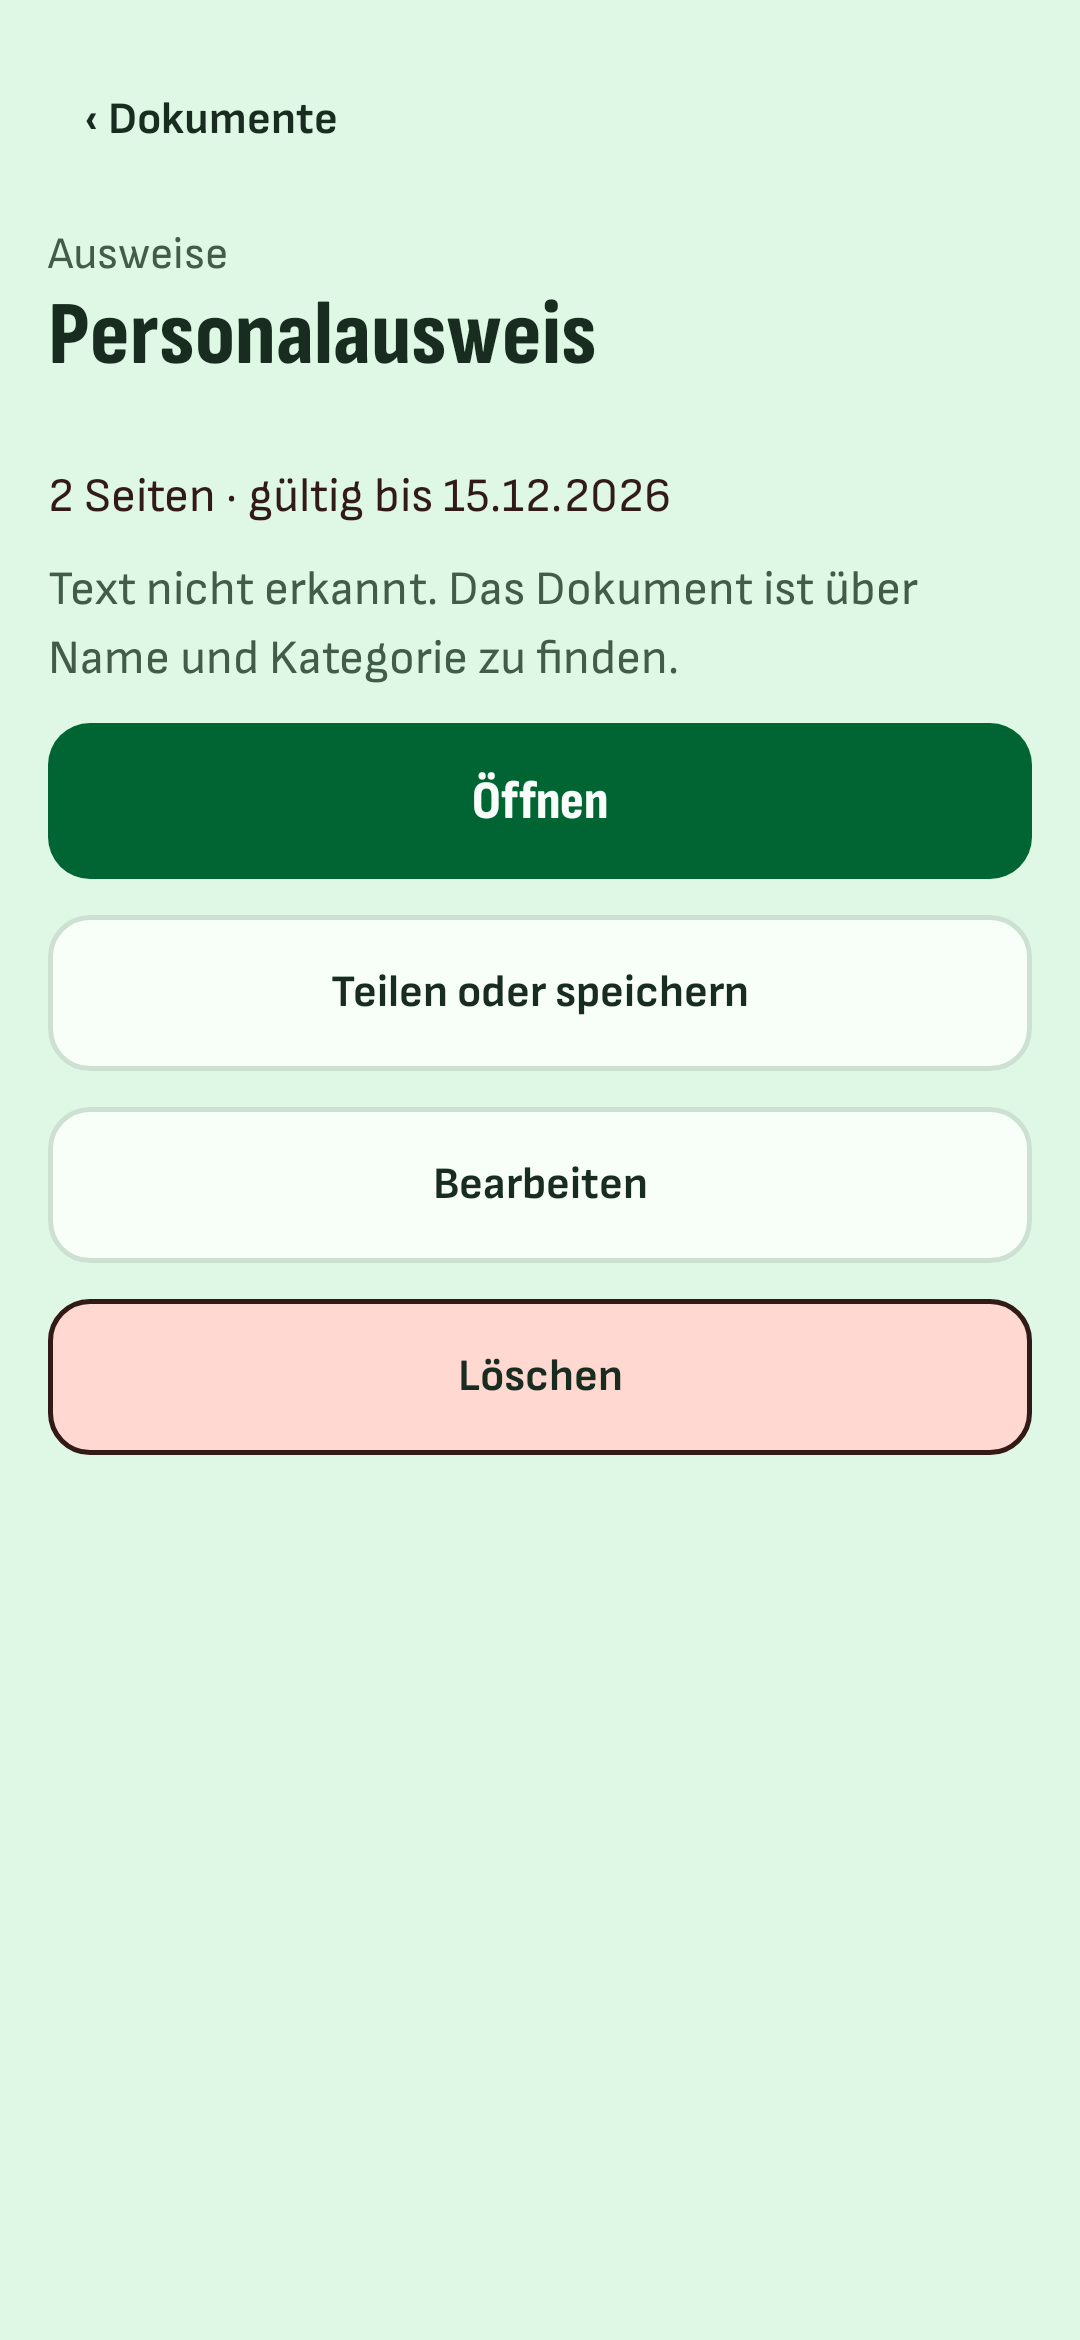 ‹ Dokumente
Ausweise
Personalausweis
2 Seiten · gültig bis 15.12.2026
Text nicht erkannt. Das Dokument ist über
Name und Kategorie zu finden.
Öffnen
Teilen oder speichern
Bearbeiten
Löschen